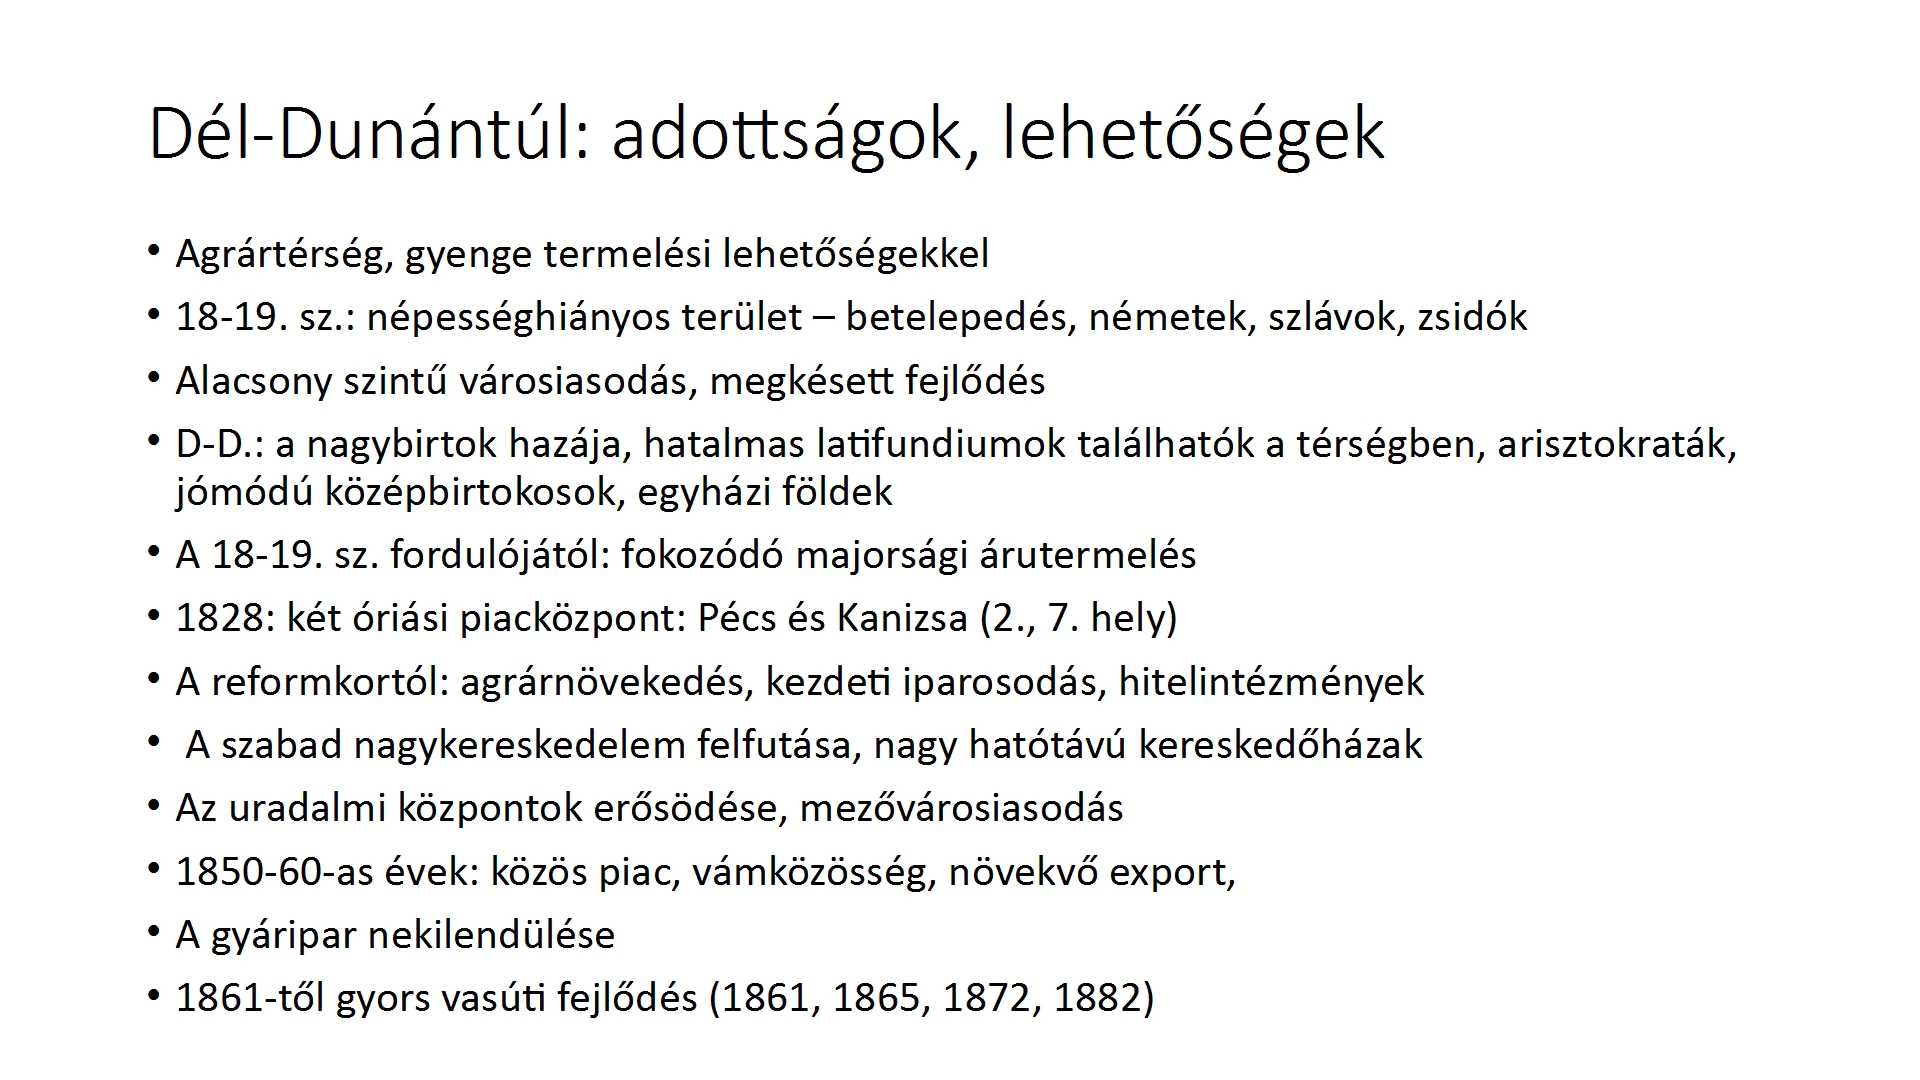 Dél-Dunántúl: adottságok, lehetőségek
• Agrártérség, gyenge termelési lehetőségekkel
• 18-19. sz.: népességhiányos terület – betelepedés, németek, szlávok, zsidók
• Alacsony szintű városiasodás, megkésett fejlődés
• D-D.: a nagybirtok hazája, hatalmas latifundiumok találhatók a térségben, arisztokraták,
jómódú középbirtokosok, egyházi földek
• A 18-19. sz. fordulójától: fokozódó majorsági árutermelés
• 1828: két óriási piacközpont: Pécs és Kanizsa (2., 7. hely)
• A reformkortól: agrárnövekedés, kezdeti iparosodás, hitelintézmények
• A szabad nagykereskedelem felfutása, nagy hatótávú kereskedőházak
• Az uradalmi központok erősödése, mezővárosiasodás
• 1850-60-as évek: közös piac, vámközösség, növekvő export,
• A gyáripar nekilendülése
• 1861-től gyors vasúti fejlődés (1861, 1865, 1872, 1882)